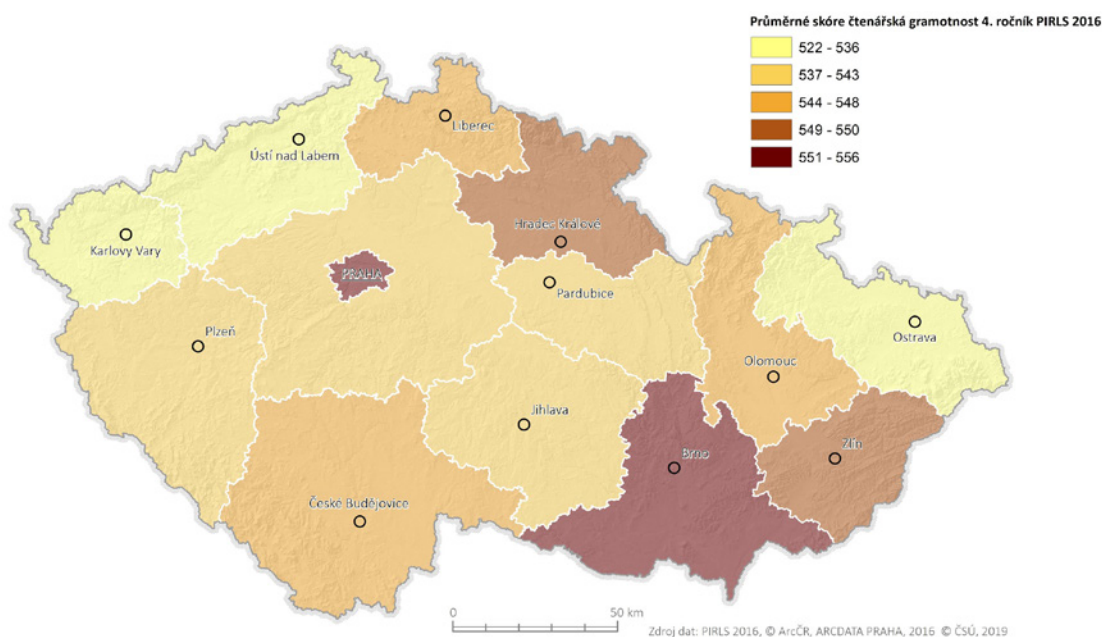 Průměrné skóre čtenářská gramotnost 4. ročník PIRLS 2016
522 - 536
537 - 543
544 - 548
549 - 550
551 - 556
Liberec
Ústí nad Labem
Hradec Králové
Karlovy Vary
PRAHA
Pardubice
Plzeň
Ostrava
Olomouc
Jihlava
Brno
Zlín
České Budějovice
0 50 km
Zdroj dat: PIRLS 2016, © ArcČR, ARCDATA PRAHA, 2016 © ČSÚ, 2019